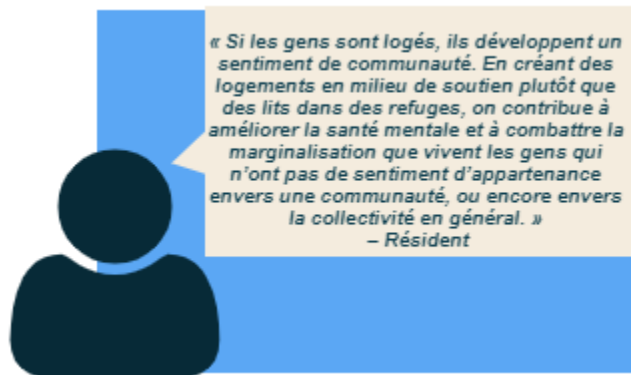 « Si les gens sont logés, ils développent un
sentiment de communauté. En créant des
logements en milieu de soutien plutôt que
des lits dans des refuges, on contribue à
améliorer la santé mentale et à combattre la
marginalisation que vivent les gens qui
n’ont pas de sentiment d’appartenance
envers une communauté, ou encore envers
la collectivité en général. »
– Résident